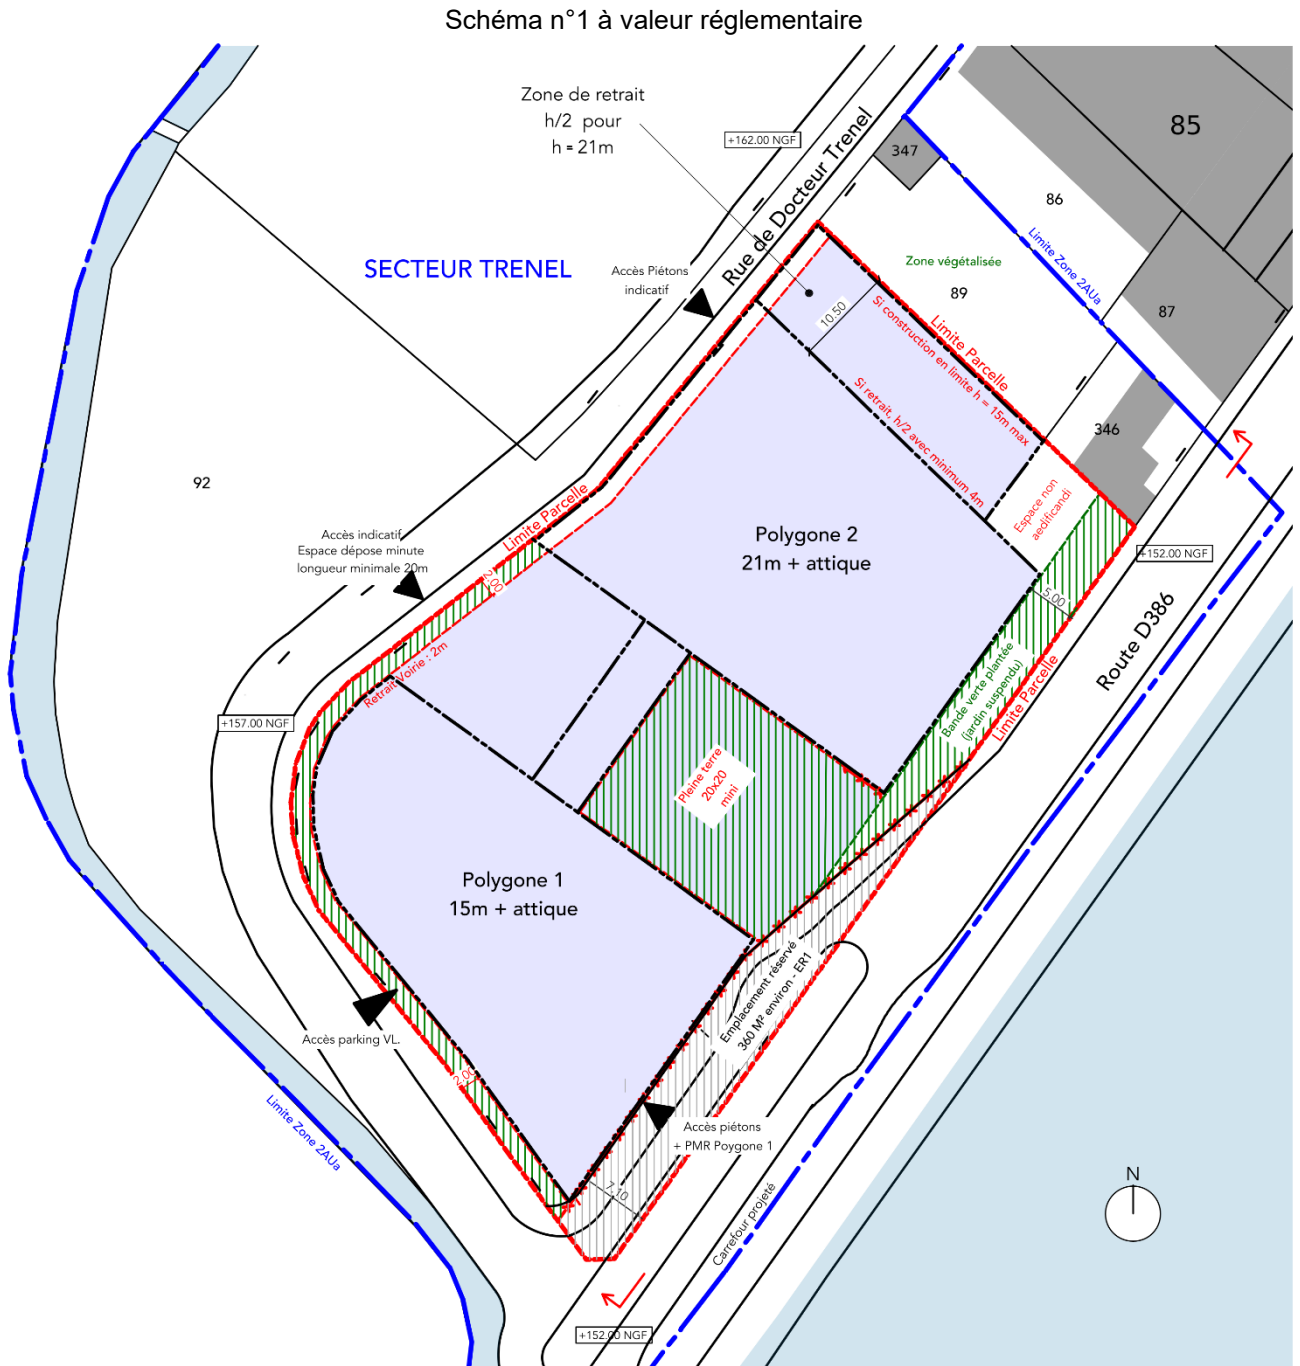 Schéma n°1 à valeur réglementaire
Zone de retrait
h/2 pour
h = 21m
+162.00 NGF
Rue de Docteur Trenel
347
85
86
Limite Zone 2AUa
SECTEUR TRENEL
Accès Piétons
indicatif
Zone végétalisée
89
87
10.50
Si construction en limite h = 15m max
Limite Parcelle
Si retrait, h/2 avec minimum 4m
346
92
Limite Parcelle
Accès indicatif
Espace dépose minute
longueur minimale 20m
2.00
Retrait Voirie : 2m
Polygone 2
21m + attique
Espace non
aedificandi
+152.00 NGF
5.00
Route D386
Bande verte plantée
(jardin suspendu)
Limite Parcelle
+157.00 NGF
Pleine terre
20x20
mini
Polygone 1
15m + attique
Emplacement réservé
360 M² environ - ER1
Accès parking VL.
2.00
Limite Zone 2AUa
Accès piétons
+ PMR Poygone 1
7.10
Carrefour projeté
N
+152.00 NGF